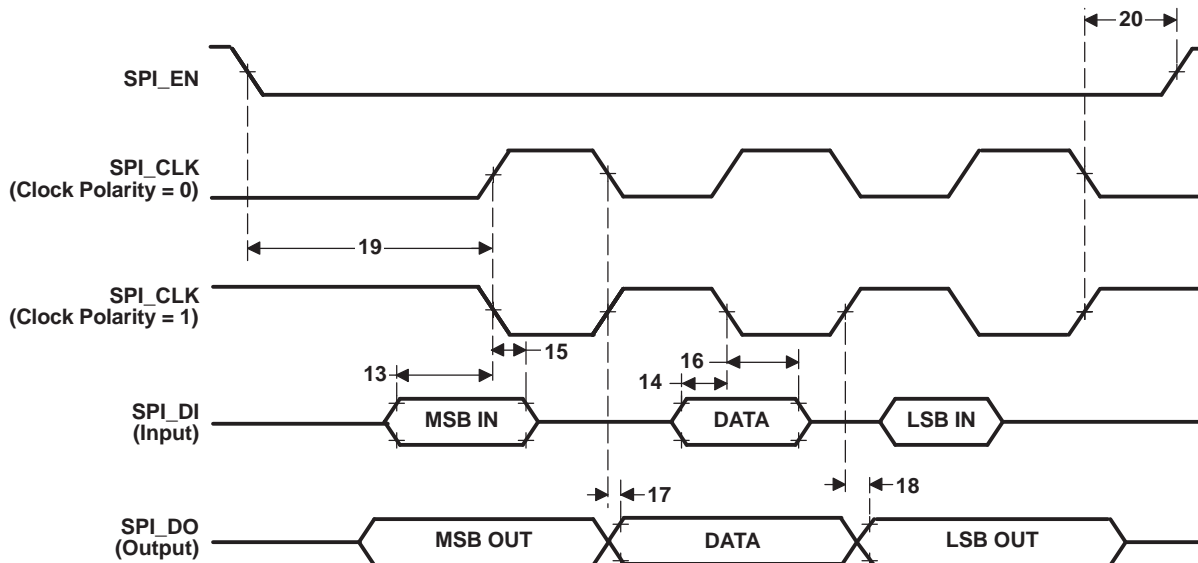 20
SPI_EN
SPI_CLK
(Clock Polarity = 0)
19
SPI_CLK
(Clock Polarity = 1)
15
16
13
14
SPI_DI
(Input)
MSB IN
DATA
LSB IN
17
18
SPI_DO
(Output)
MSB OUT
DATA
LSB OUT